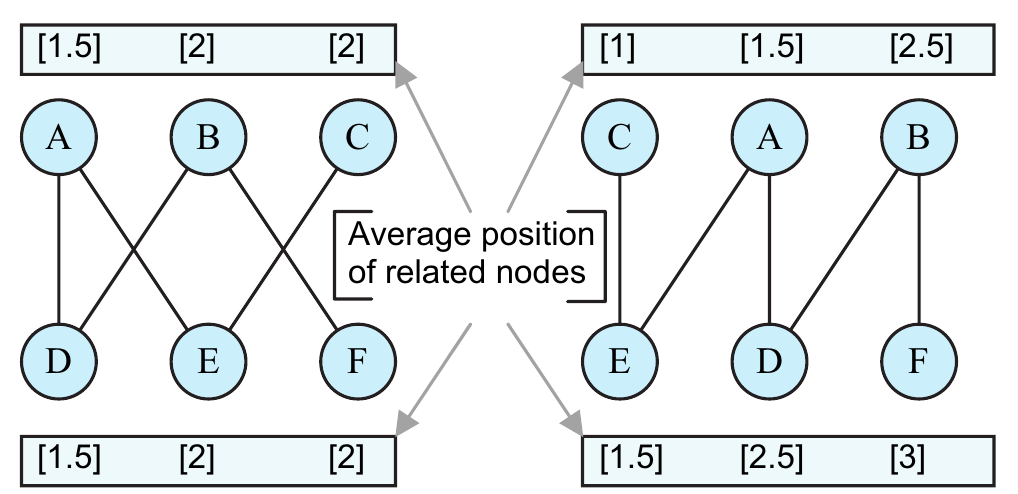 [1.5] [2] [2]
[1] [1.5] [2.5]
A B C
C A B
Average position
of related nodes
D E F
E D F
[1.5] [2] [2]
[1.5] [2.5] [3]